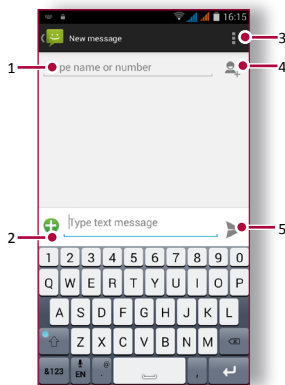 16:15
New message
3
1
pe name or number
4
Type text message
5
2
1 2 3 4 5 6 7 8 9 0
Q W E R T Y U I O P
A S D F G H J K L
Z X C V B N M
&123 EN @ . ,